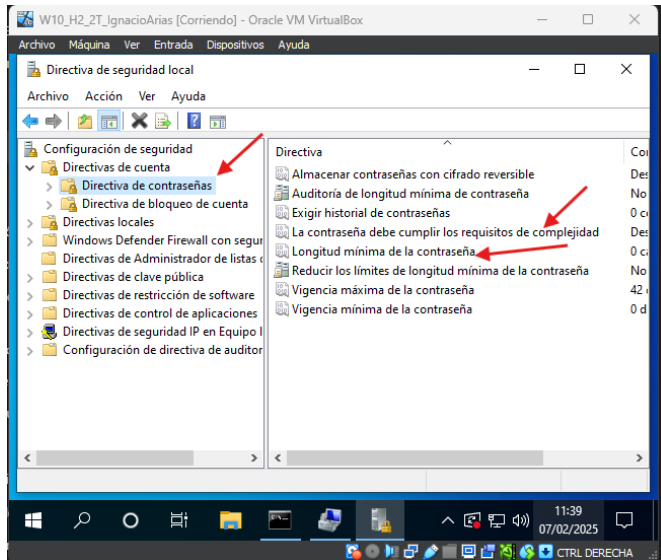 W10_H2_2T_IgnacioArias [Corriendo] - Oracle VM VirtualBox
Archivo Máquina Ver Entrada Dispositivos Ayuda
Directiva de seguridad local
Archivo Acción Ver Ayuda
Configuración de seguridad
Directivas de cuenta
Directiva de contraseñas
Directiva de bloqueo de cuenta
Directivas locales
Windows Defender Firewall con segur
Directivas de Administrador de listas
Directivas de clave pública
Directivas de restricción de software
Directivas de control de aplicaciones
Directivas de seguridad IP en Equipo l
Configuración de directiva de auditor
Directiva Co
Almacenar contraseñas con cifrado reversible Des
Auditoría de longitud mínima de contraseña No
Exigir historial de contraseñas 0 c
La contraseña debe cumplir los requisitos de complejidad Des
Longitud mínima de la contraseña 0 c
Reducir los límites de longitud mínima de la contraseña No
Vigencia máxima de la contraseña 42
Vigencia mínima de la contraseña 0 d
11:39
07/02/2025
CTRL DERECHA